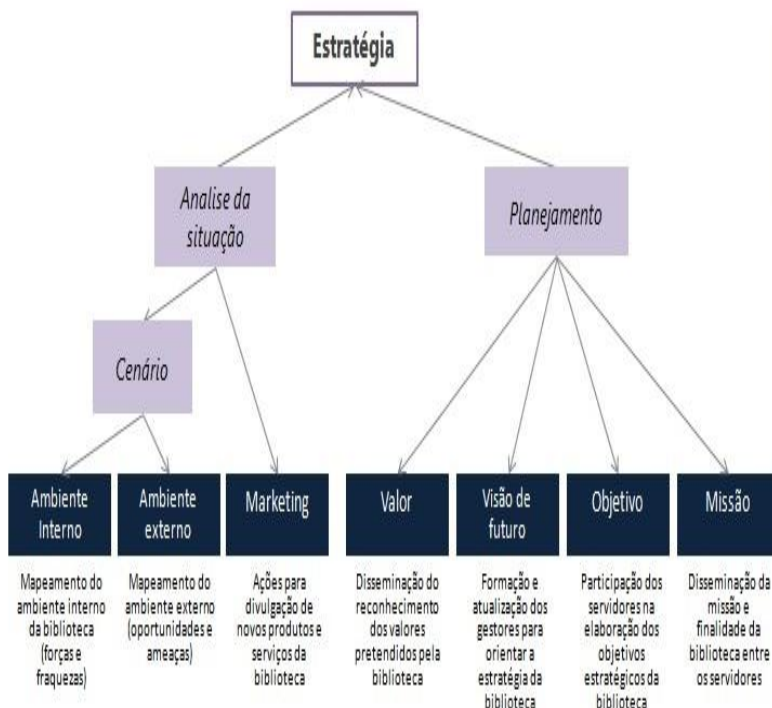 Estratégia
Analise da
situação
Planejamento
Cenário
Ambiente
Interno
Ambiente
externo
Marketing
Valor
Visão de
futuro
Objetivo
Missão
Mapeamento do
ambiente interno
da biblioteca
(forças e
fraquezas)
Mapeamento do
ambiente externo
(oportunidades e
ameaças)
Ações para
divulgação de
novos produtos e
serviços da
biblioteca
Disseminação do
reconhecimento
dos valores
pretendidos pela
biblioteca
Formação e
atualização dos
gestores para
orientar a
estratégia da
biblioteca
Participação dos
servidores na
elaboração dos
objetivos
estratégicos da
biblioteca
Disseminação da
missão e
finalidade da
biblioteca entre
os servidores